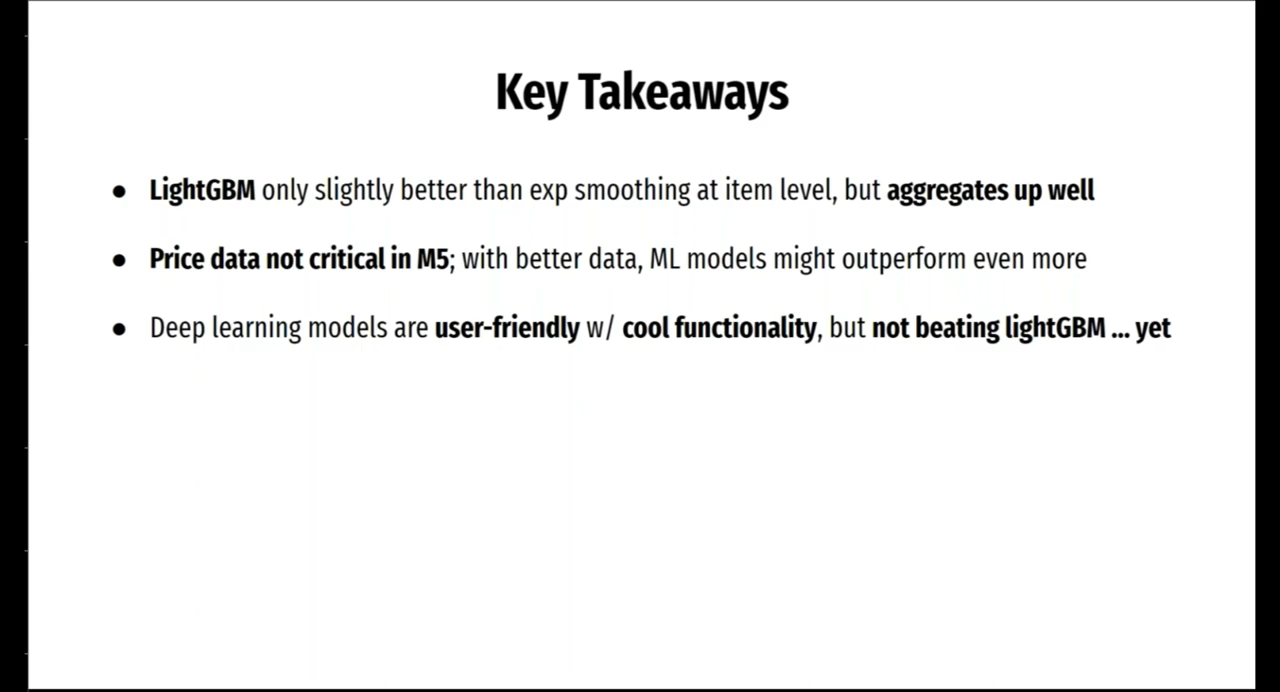 Key Takeaways
● LightGBM only slightly better than exp smoothing at item level, but aggregates up well
● Price data not critical in M5; with better data, ML models might outperform even more
● Deep learning models are user-friendly w/ cool functionality, but not beating lightGBM ... yet